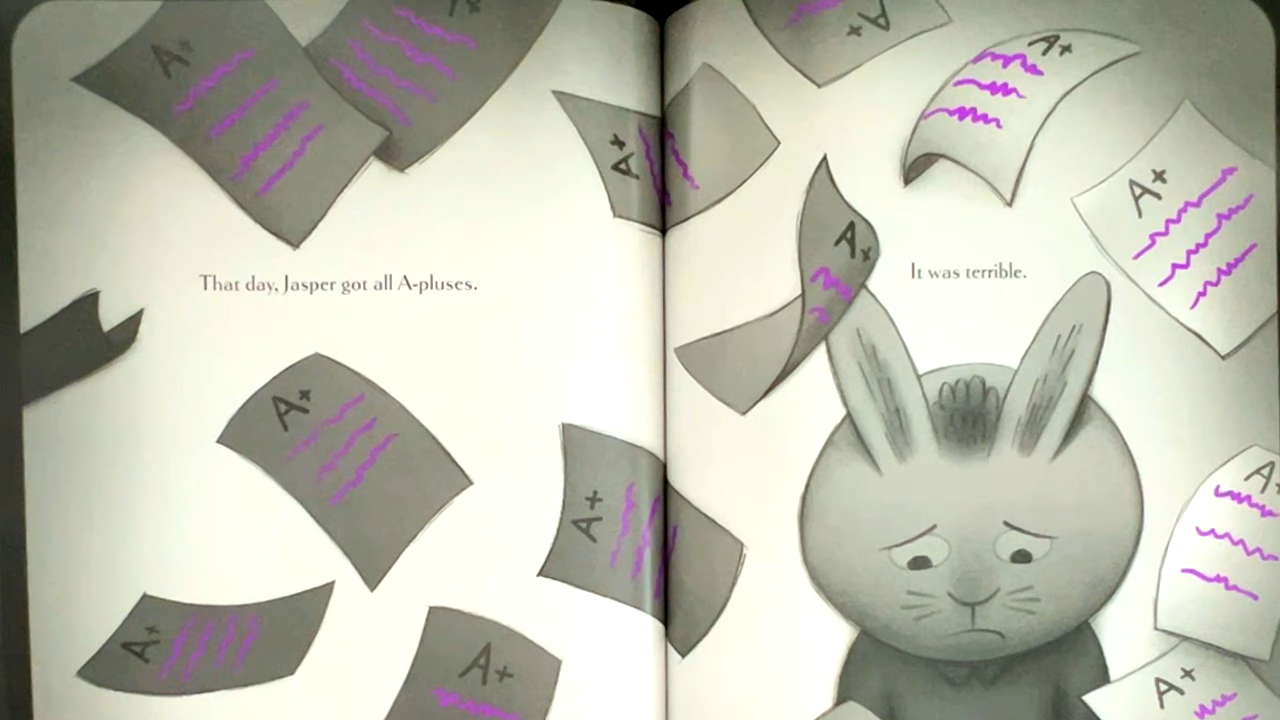 A+
A+
A+
A+
A+
A+
A+
That day, Jasper got all A-pluses.
It was terrible.
A+
A+
A+
A
A+
A+
A+